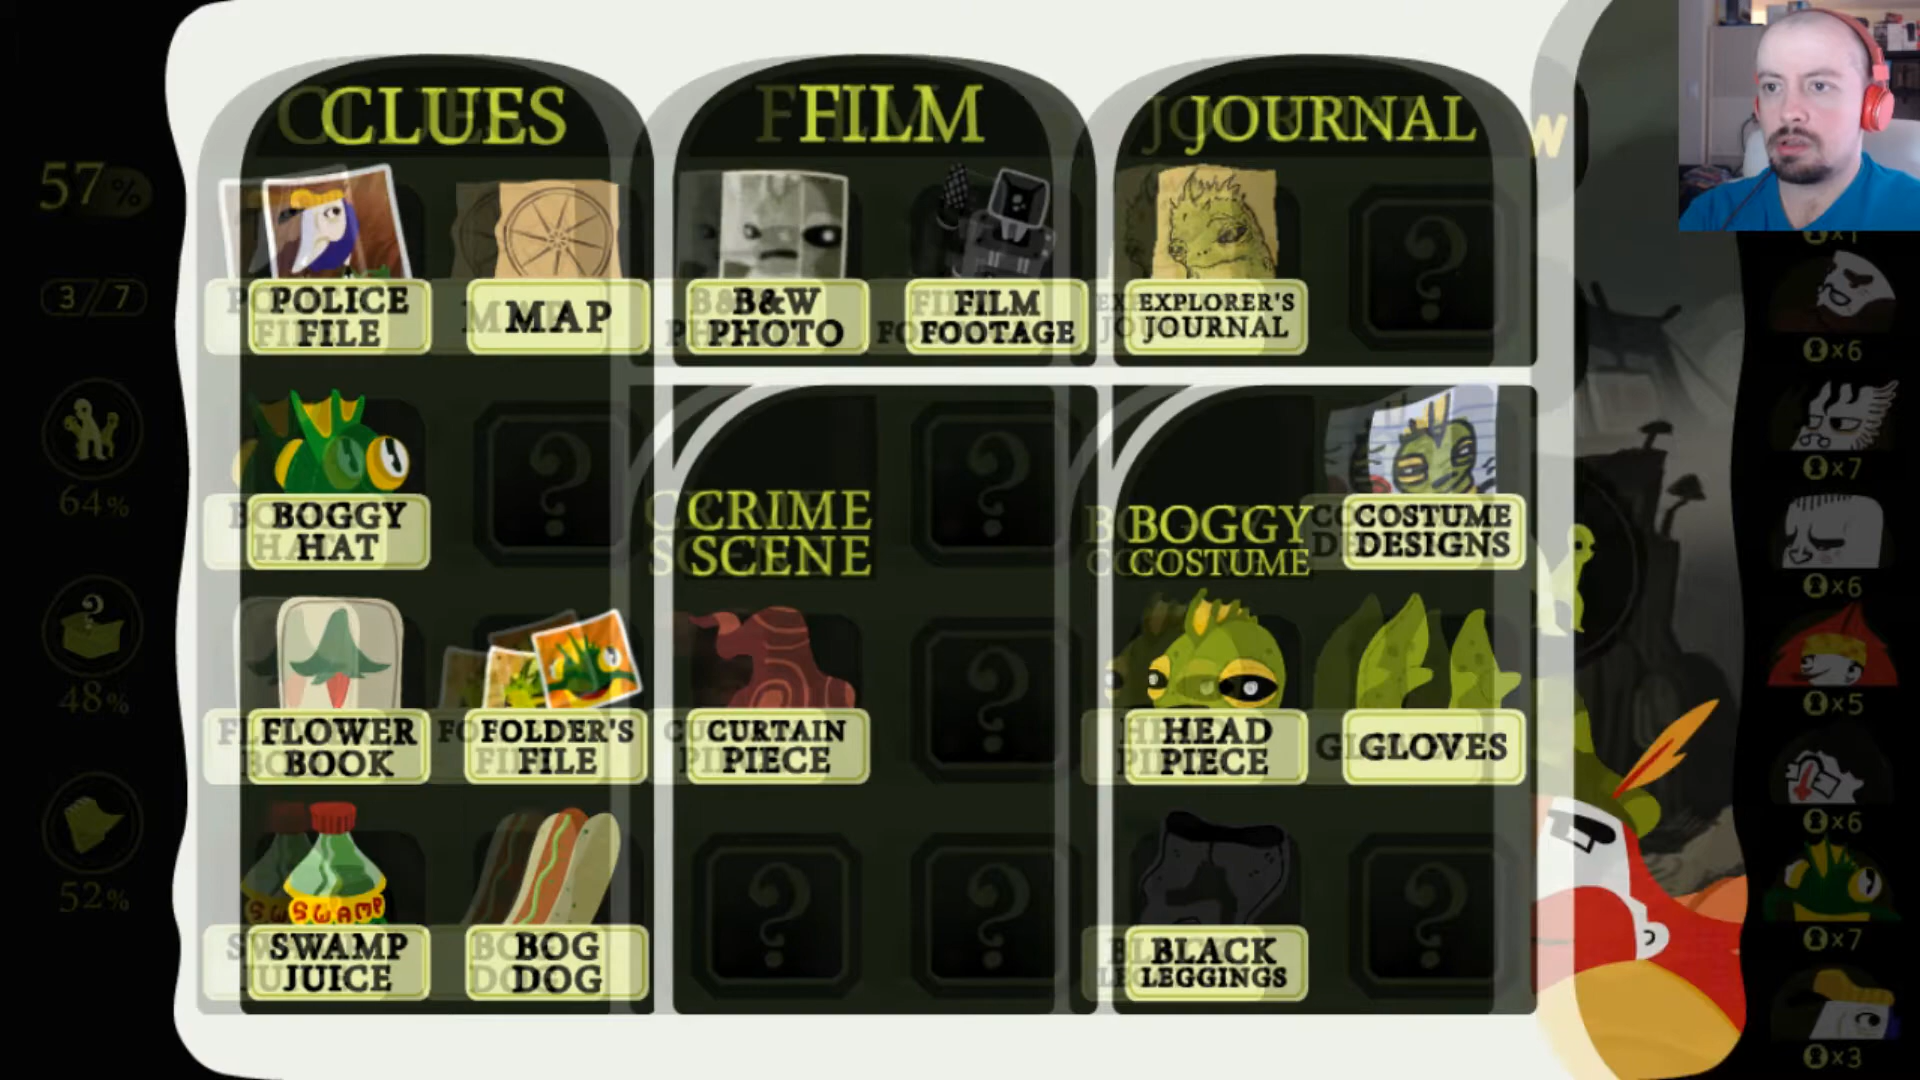 CLUES
FILM
JOURNAL
W
57%
3/7
64%
48%
52%
POLICE
FILE
MAP
B&W
PHOTO
FILM
FOOTAGE
EXPLORER'S
JOURNAL
?
BOGGY
HAT
?
CRIME
SCENE
?
BOGGY
COSTUME
COSTUME
DESIGNS
FLOWER
BOOK
FOLDER'S
FILE
CURTAIN
PIECE
?
HEAD
PIECE
GLOVES
SWAMP
SWAMP
JUICE
BOG
DOG
?
?
BLACK
LEGGINGS
?
x1
x6
x7
x6
x5
x6
x7
x3